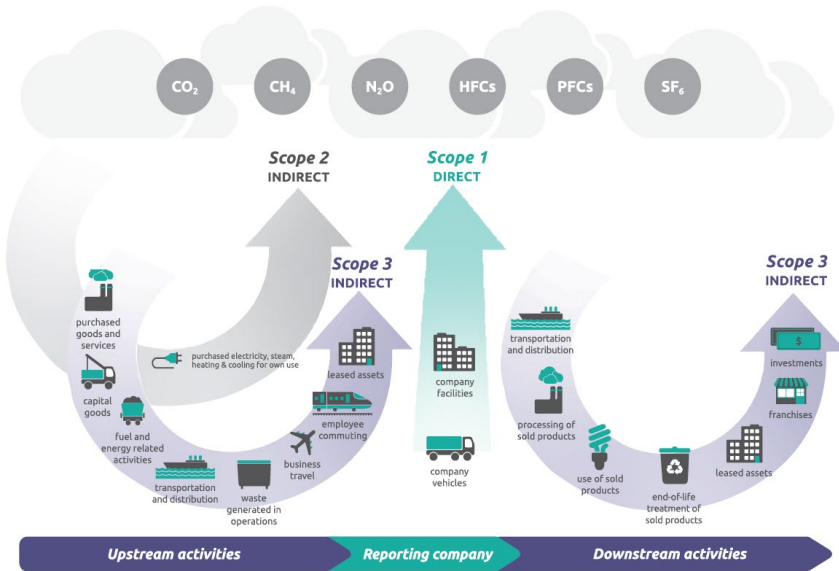 CO₂
CH₄
N₂O
HFCs
PFCs
SF₆
Scope 2
INDIRECT
Scope 1
DIRECT
Scope 3
INDIRECT
Scope 3
INDIRECT
purchased
goods and
services
capital
goods
fuel and
energy related
activities
transportation
and distribution
waste
generated in
operations
business
travel
employee
commuting
leased assets
purchased electricity, steam,
heating & cooling for own use
company
facilities
company
vehicles
transportation
and distribution
processing of
sold products
use of sold
products
end-of-life
treatment of
sold products
leased assets
franchises
investments
$
Upstream activities
Reporting company
Downstream activities